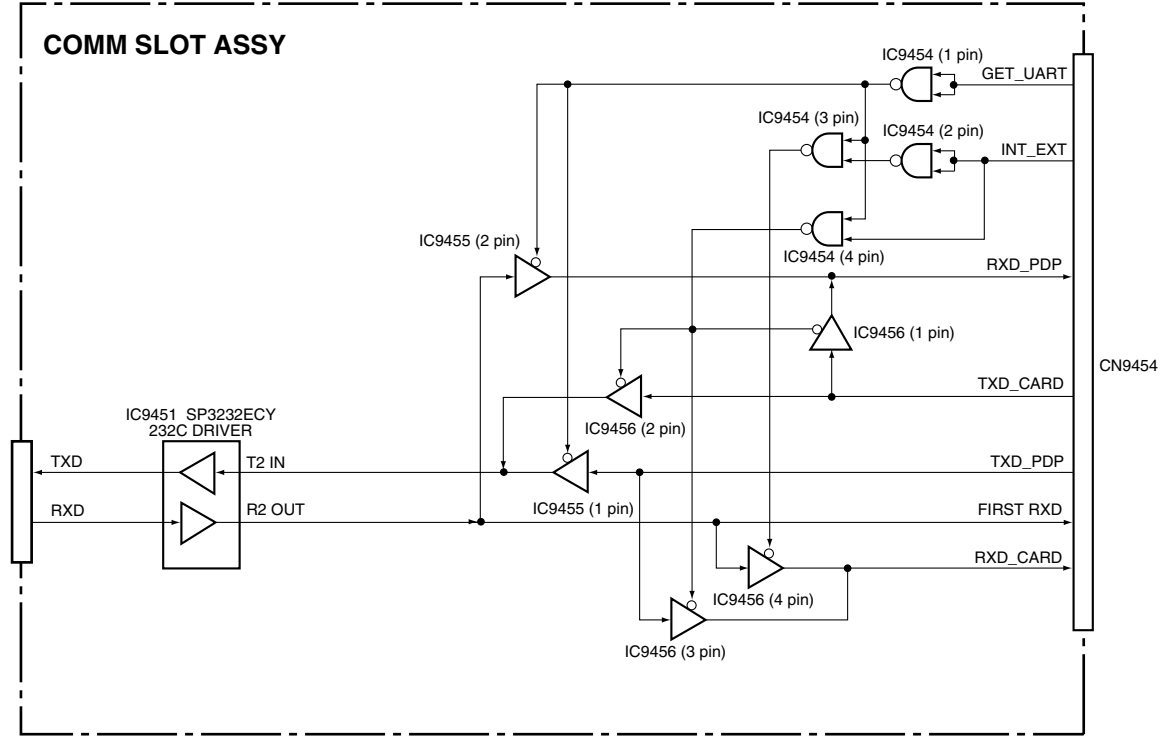 COMM SLOT ASSY
IC9454 (1 pin)
GET_UART
IC9454 (3 pin)
IC9454 (2 pin)
INT_EXT
IC9455 (2 pin)
IC9454 (4 pin)
RXD_PDP
IC9456 (1 pin)
CN9454
TXD_CARD
IC9451 SP3232ECY
232C DRIVER
IC9456 (2 pin)
TXD
T2 IN
TXD_PDP
RXD
R2 OUT
IC9455 (1 pin)
FIRST RXD
RXD_CARD
IC9456 (4 pin)
IC9456 (3 pin)